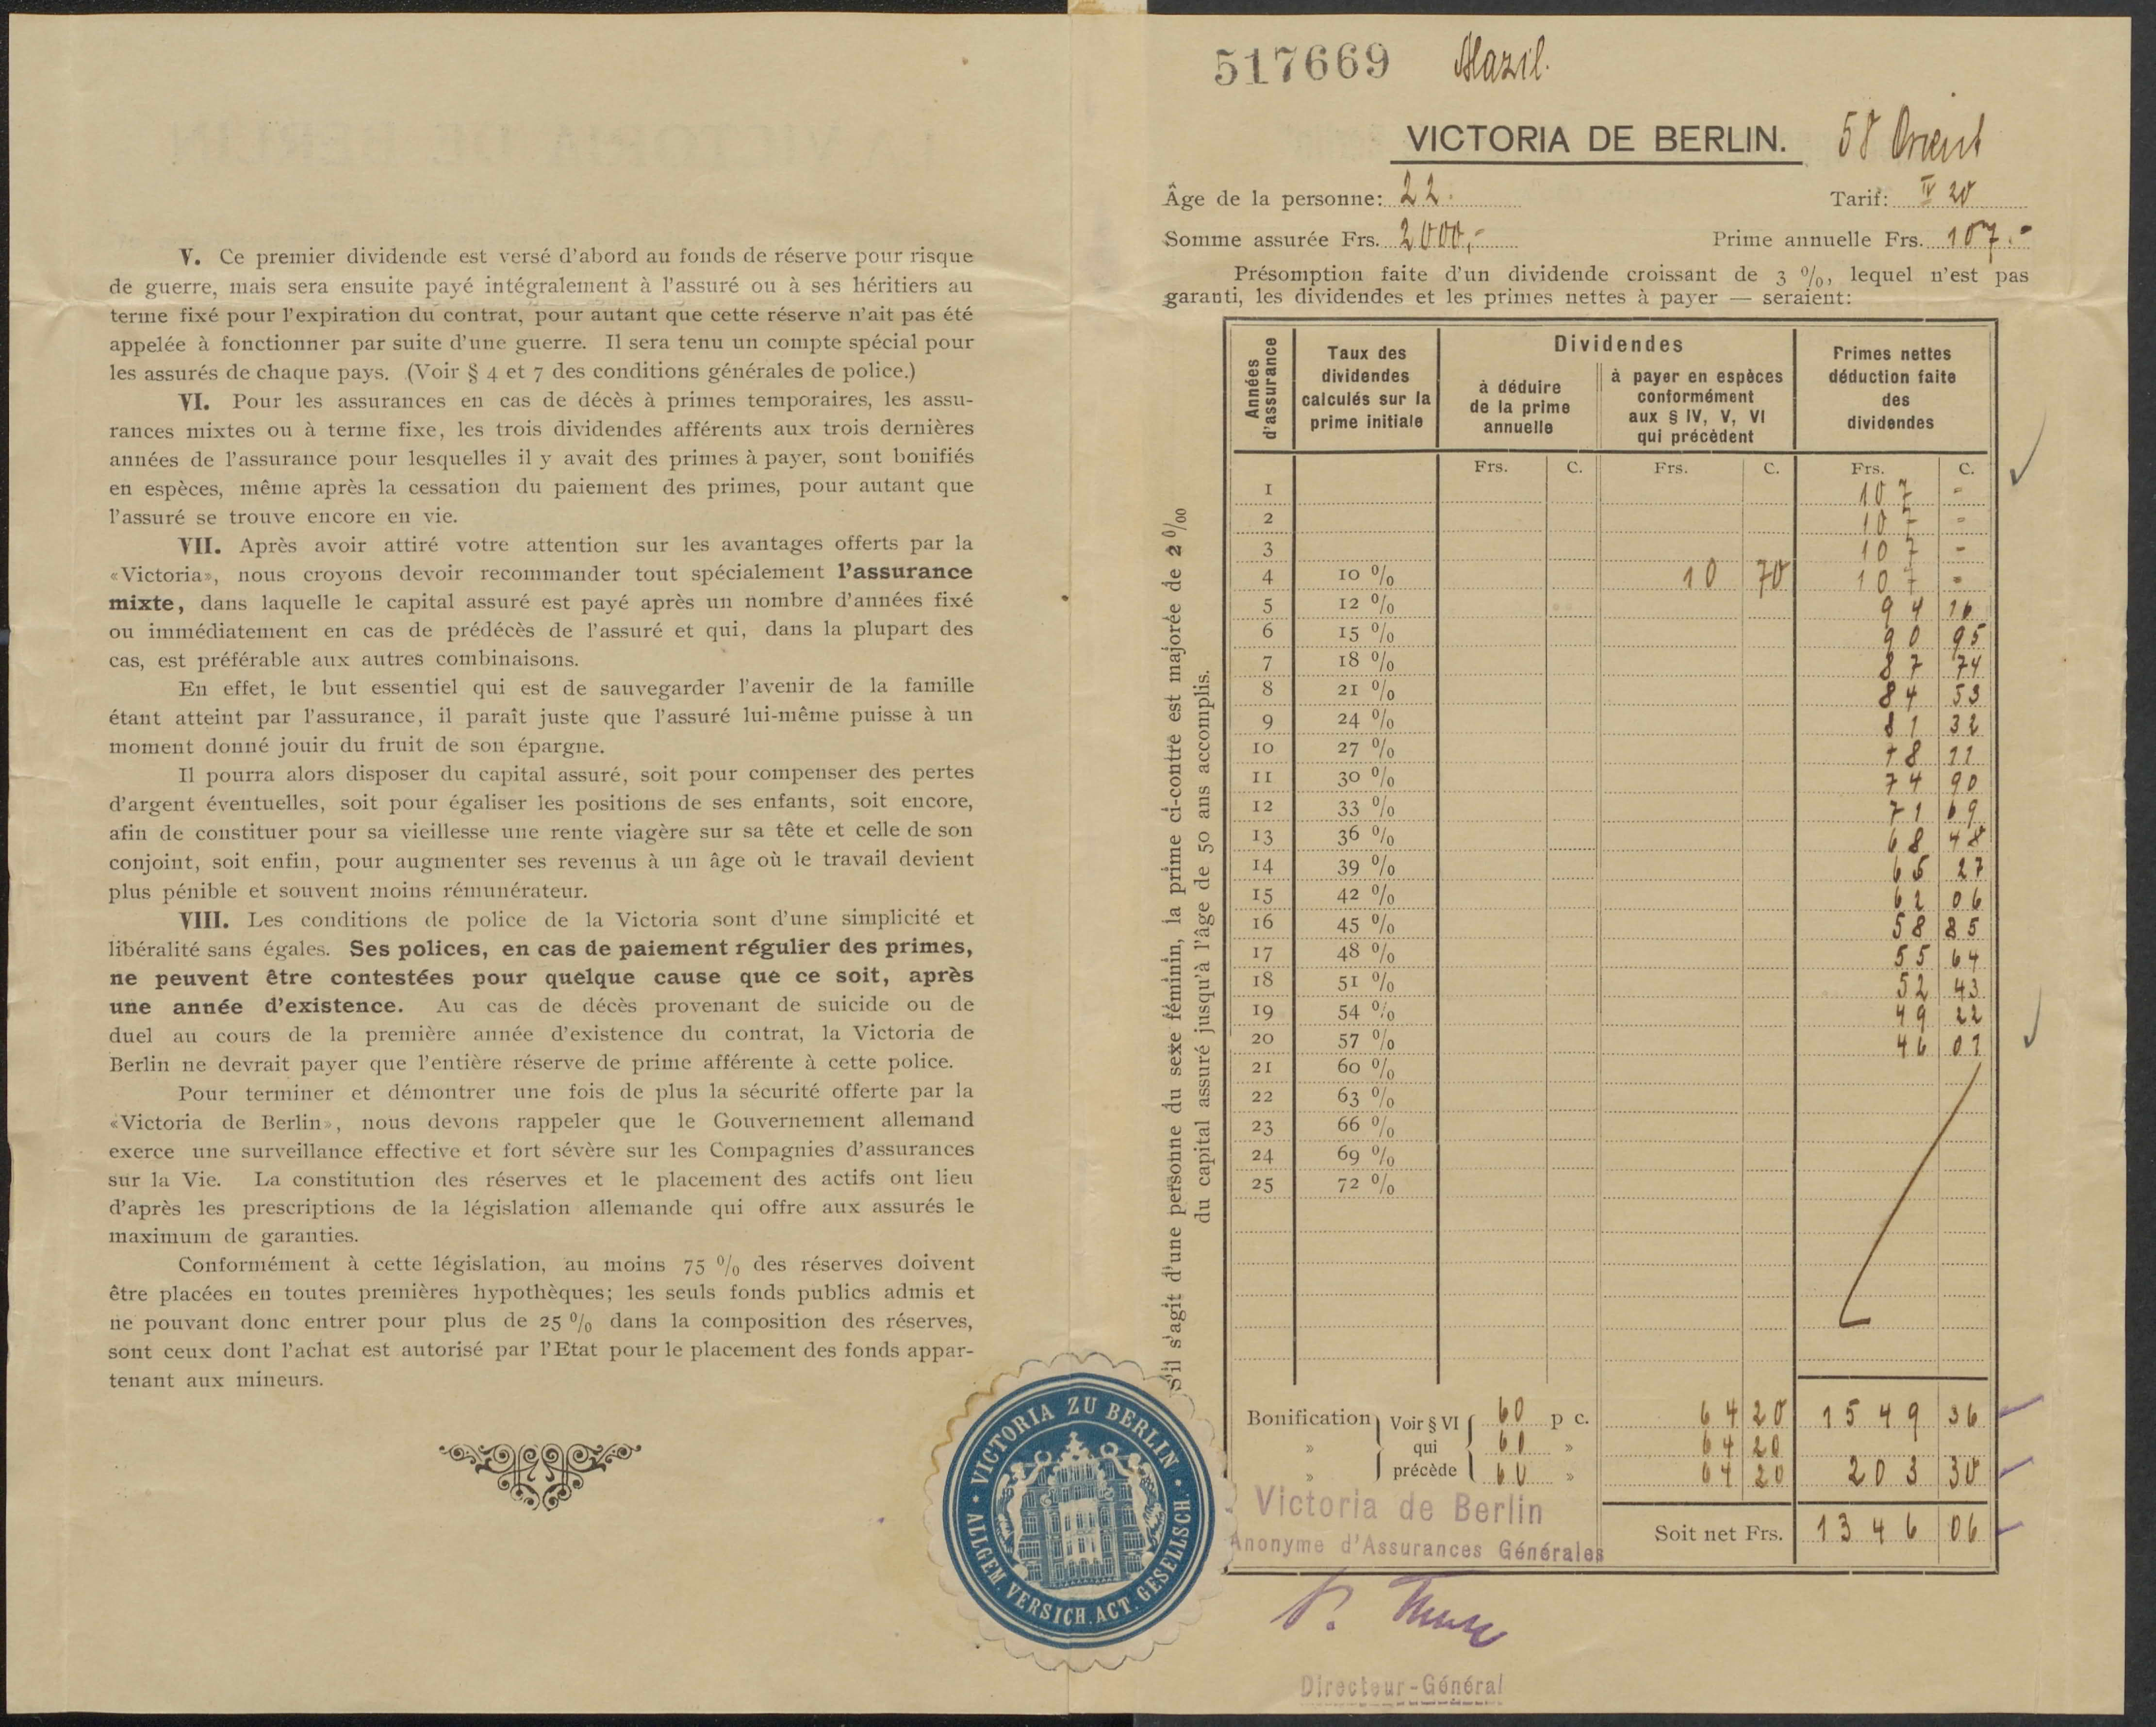 V. Ce premier dividende est versé d'abord au fonds de réserve pour risque
de guerre, mais sera ensuite payé intégralement à l'assuré ou à ses héritiers au
terme fixé pour l'expiration du contrat, pour autant que cette réserve n'ait pas été
appelée à fonctionner par suite d'une guerre. Il sera tenu un compte spécial pour
les assurés de chaque pays. (Voir § 4 et 7 des conditions générales de police.)
VI. Pour les assurances en cas de décès à primes temporaires, les assu-
rances mixtes ou à terme fixe, les trois dividendes afférents aux trois dernières
années de l'assurance pour lesquelles il y avait des primes à payer, sont bonifiés
en espèces, même après la cessation du paiement des primes, pour autant que
l'assuré se trouve encore en vie.
VII. Après avoir attiré votre attention sur les avantages offerts par la
«Victoria», nous croyons devoir recommander tout spécialement l'assurance
mixte, dans laquelle le capital assuré est payé après un nombre d'années fixé
ou immédiatement en cas de prédécès de l'assuré et qui, dans la plupart des
cas, est préférable aux autres combinaisons.
En effet, le but essentiel qui est de sauvegarder l'avenir de la famille
étant atteint par l'assurance, il paraît juste que l'assuré lui-même puisse à un
moment donné jouir du fruit de son épargne.
Il pourra alors disposer du capital assuré, soit pour compenser des pertes
d'argent éventuelles, soit pour égaliser les positions de ses enfants, soit encore,
afin de constituer pour sa vieillesse une rente viagère sur sa tête et celle de son
conjoint, soit enfin, pour augmenter ses revenus à un âge où le travail devient
plus pénible et souvent moins rémunérateur.
VIII. Les conditions de police de la Victoria sont d'une simplicité et
libéralité sans égales. Ses polices, en cas de paiement régulier des primes,
ne peuvent être contestées pour quelque cause que ce soit, après
une année d'existence. Au cas de décès provenant de suicide ou de
duel au cours de la première année d'existence du contrat, la Victoria de
Berlin ne devrait payer que l'entière réserve de prime afférente à cette police.
Pour terminer et démontrer une fois de plus la sécurité offerte par la
«Victoria de Berlin», nous devons rappeler que le Gouvernement allemand
exerce une surveillance effective et fort sévère sur les Compagnies d'assurances
sur la Vie. La constitution des réserves et le placement des actifs ont lieu
d'après les prescriptions de la législation allemande qui offre aux assurés le
maximum de garanties.
Conformément à cette législation, au moins 75 % des réserves doivent
être placées en toutes premières hypothèques; les seuls fonds publics admis et
ne pouvant donc entrer pour plus de 25 % dans la composition des réserves,
sont ceux dont l'achat est autorisé par l'Etat pour le placement des fonds appar-
tenant aux mineurs.
VICTORIA ZU BERLIN
ALLGEM. VERSICH. ACT. GESELLSCH.
517669 Mazil.
VICTORIA DE BERLIN. 58 Orient
Âge de la personne: 22. Tarif: IV 20
Somme assurée Frs. 2000,- Prime annuelle Frs. 107.-
Présomption faite d'un dividende croissant de 3 %, lequel n'est pas
garanti, les dividendes et les primes nettes à payer — seraient:
S'il s'agit d'une personne du sexe féminin, la prime ci-contre est majorée de 2 ‰
du capital assuré jusqu'à l'âge de 50 ans accomplis.
Années d'assurance
Taux des dividendes calculés sur la prime initiale
Dividendes
à déduire de la prime annuelle
à payer en espèces conformément aux § IV, V, VI qui précèdent
Primes nettes déduction faite des dividendes
Frs. C. Frs. C. Frs. C.
1 107 -
2 107 -
3 107 -
4 10 % 10 70 107 -
5 12 % 94 16
6 15 % 90 95
7 18 % 87 74
8 21 % 84 53
9 24 % 81 32
10 27 % 78 11
11 30 % 74 90
12 33 % 71 69
13 36 % 68 48
14 39 % 65 27
15 42 % 62 06
16 45 % 58 85
17 48 % 55 64
18 51 % 52 43
19 54 % 49 22
20 57 % 46 01
21 60 %
22 63 %
23 66 %
24 69 %
25 72 %
Bonification Voir § VI 60 p c. 64 20 1549 36
» qui 60 » 64 20
» précède 60 » 64 20 203 30
Soit net Frs. 1346 06
Victoria de Berlin
Anonyme d'Assurances Générales
Directeur-Général